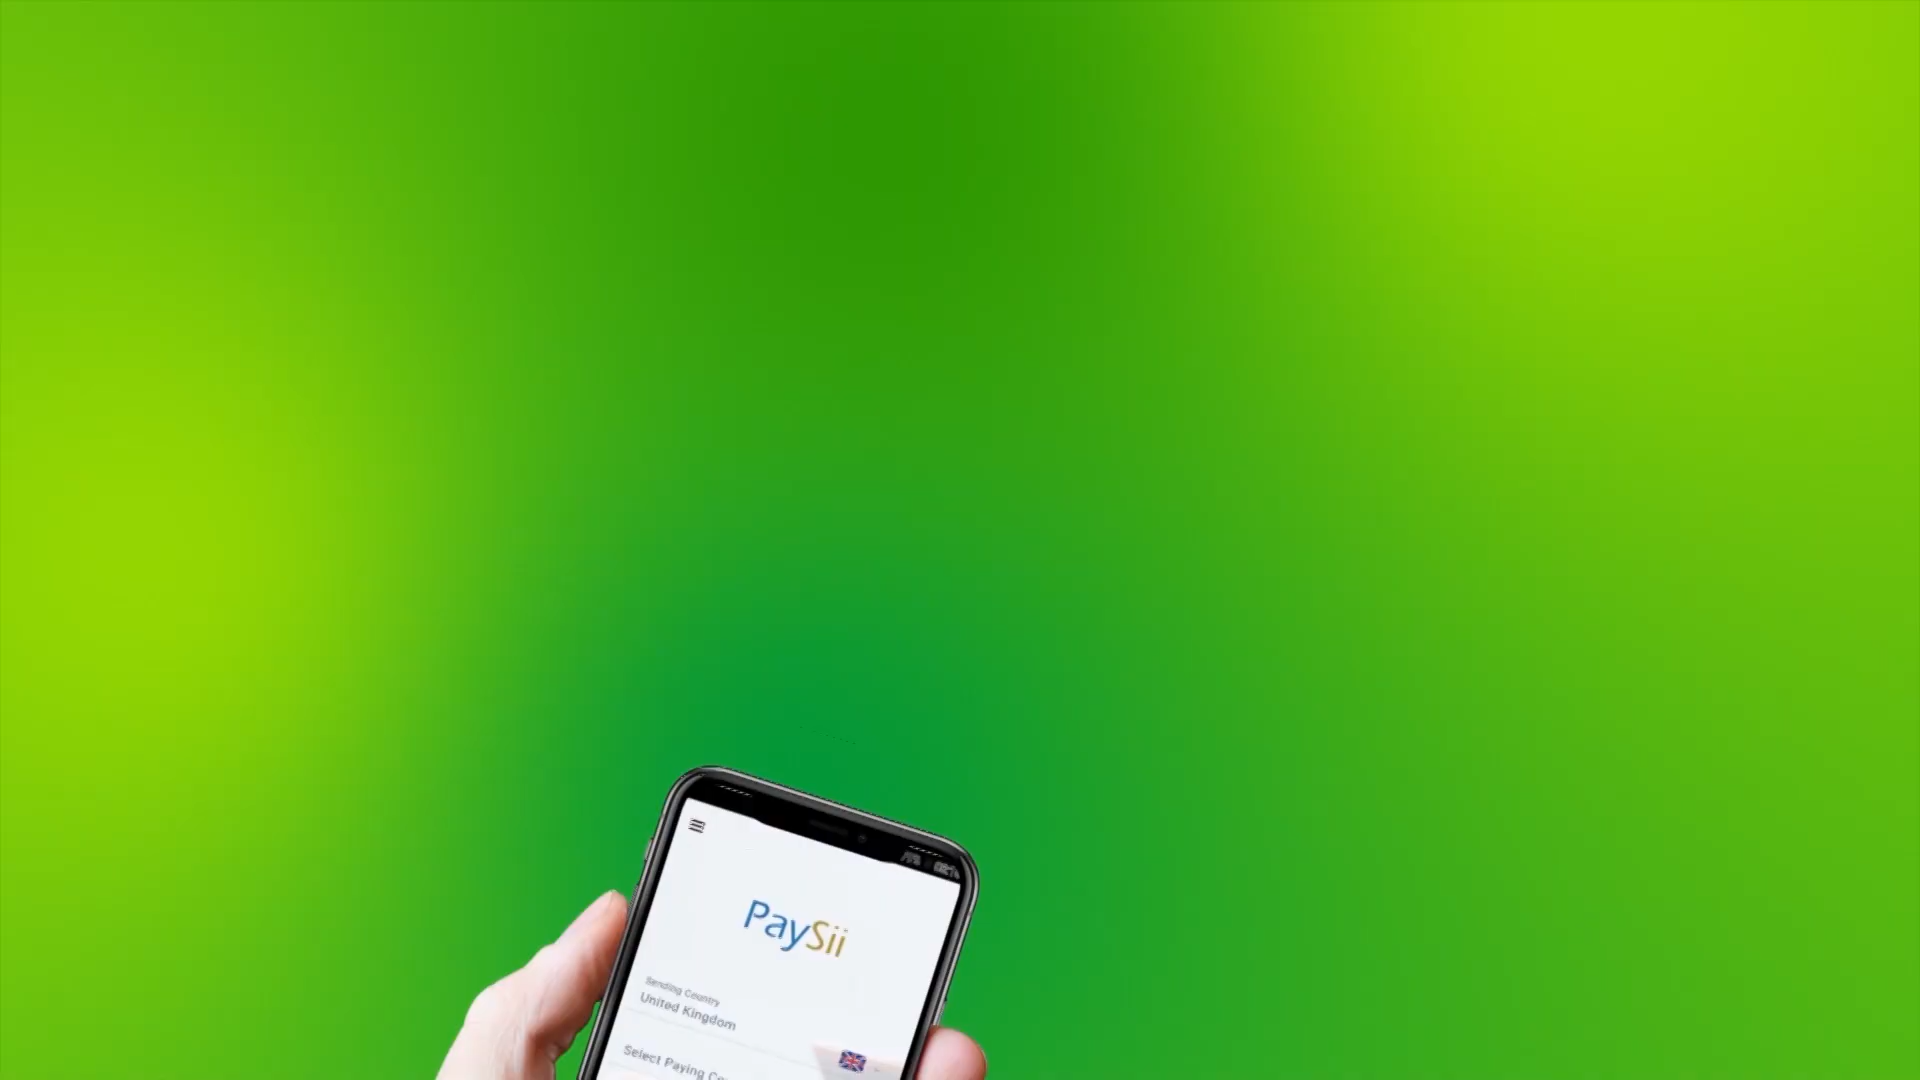 PaySii
Sending Country
United Kingdom
Select Paying